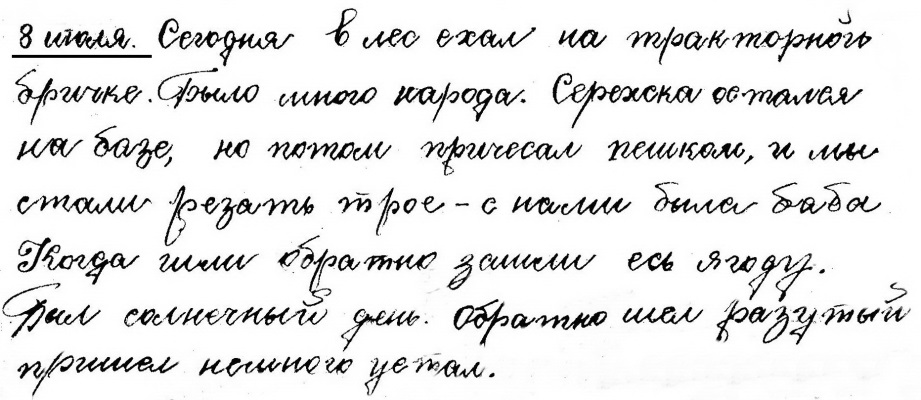 8 июля. Сегодня в лес ехал на тракторной
бричке. Было много народа. Сережка остался
на базе, но потом причесал пешком, и мы
стали резать трое - с нами была баба
Когда шли обратно зашли есь ягоду.
Был солнечный день. Обратно шел разутый
пришел немного устал.